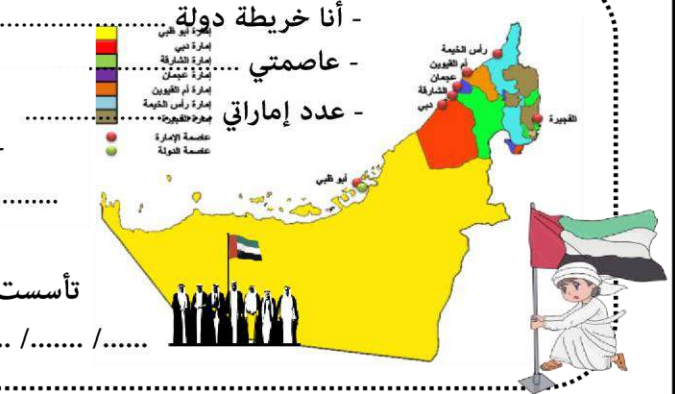 - أنا خريطة دولة ........................
إمارة أبو ظبي
إمارة دبي
إمارة الشارقة
إمارة عجمان
إمارة أم القيوين
إمارة رأس الخيمة
إمارة الفجيرة
عاصمة الإمارة
عاصمة الدولة
- عاصمتي ........................
- عدد إماراتي ........................
-
.........
رأس الخيمة
أم القيوين
عجمان
الشارقة
دبي
الفجيرة
أبو ظبي
تأسست
....../ ......./ ..